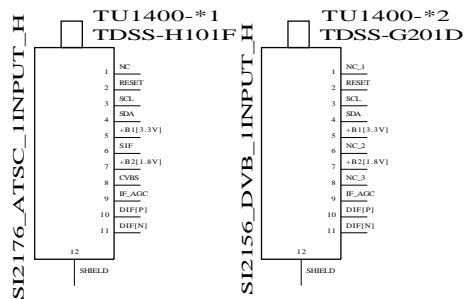 TU1400-*1
TDSS-H101F
SI2176_ATSC_1INPUT_H
1 NC
2 RESET
3 SCL
4 SDA
5 +B1[3.3V]
6 SIF
7 +B2[1.8V]
8 CVBS
9 IF_AGC
10 DIF[P]
11 DIF[N]
12
SHIELD
TU1400-*2
TDSS-G201D
SI2156_DVB_1INPUT_H
1 NC_1
2 RESET
3 SCL
4 SDA
5 +B1[3.3V]
6 NC_2
7 +B2[1.8V]
8 NC_3
9 IF_AGC
10 DIF[P]
11 DIF[N]
12
SHIELD